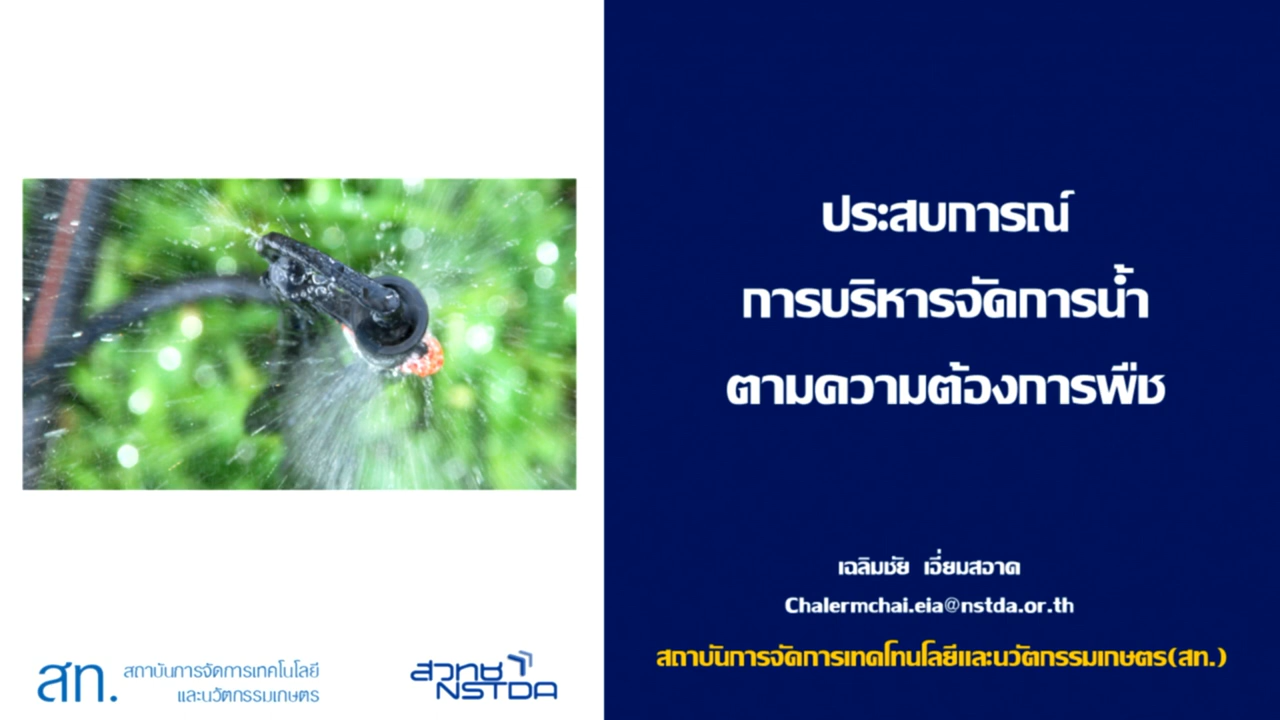 ประสบการณ์
การบริหารจัดการน้ำ
ตามความต้องการพืช
เฉลิมชัย เอี่ยมสอาด
Chalermchai.eia@nstda.or.th
สถาบันการจัดการเทคโทนโลยีและนวัตกรรมเกษตร(สท.)
สท.
สถาบันการจัดการเทคโนโลยี
และนวัตกรรมเกษตร
สวทช
NSTDA